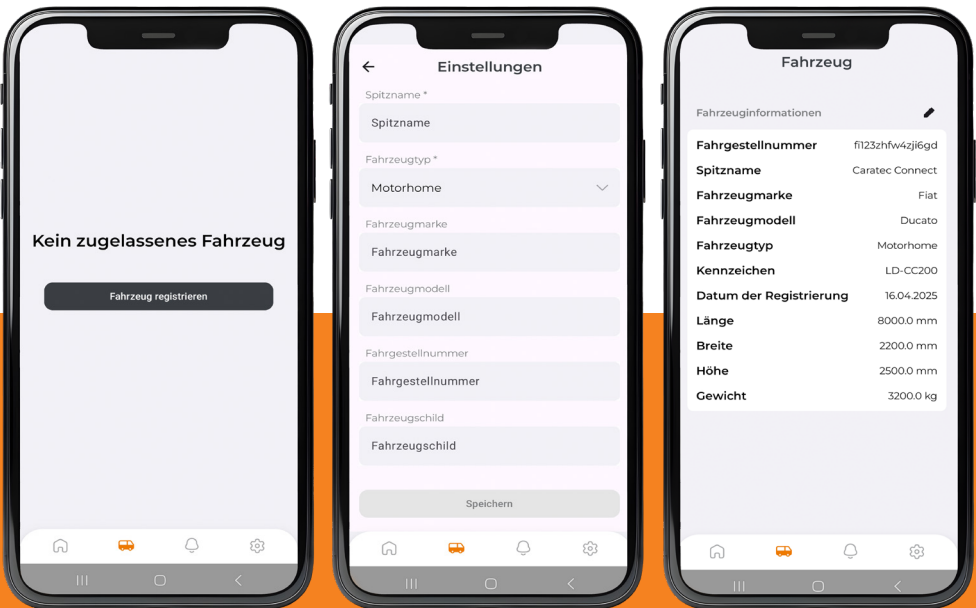 Kein zugelassenes Fahrzeug
Fahrzeug registrieren
Einstellungen
Spitzname *
Spitzname
Fahrzeugtyp *
Motorhome
Fahrzeugmarke
Fahrzeugmarke
Fahrzeugmodell
Fahrzeugmodell
Fahrgestellnummer
Fahrgestellnummer
Fahrzeugschild
Fahrzeugschild
Speichern
Fahrzeug
Fahrzeuginformationen
Fahrgestellnummer fi123zhfw4zji6gd
Spitzname Caratec Connect
Fahrzeugmarke Fiat
Fahrzeugmodell Ducato
Fahrzeugtyp Motorhome
Kennzeichen LD-CC200
Datum der Registrierung 16.04.2025
Länge 8000.0 mm
Breite 2200.0 mm
Höhe 2500.0 mm
Gewicht 3200.0 kg